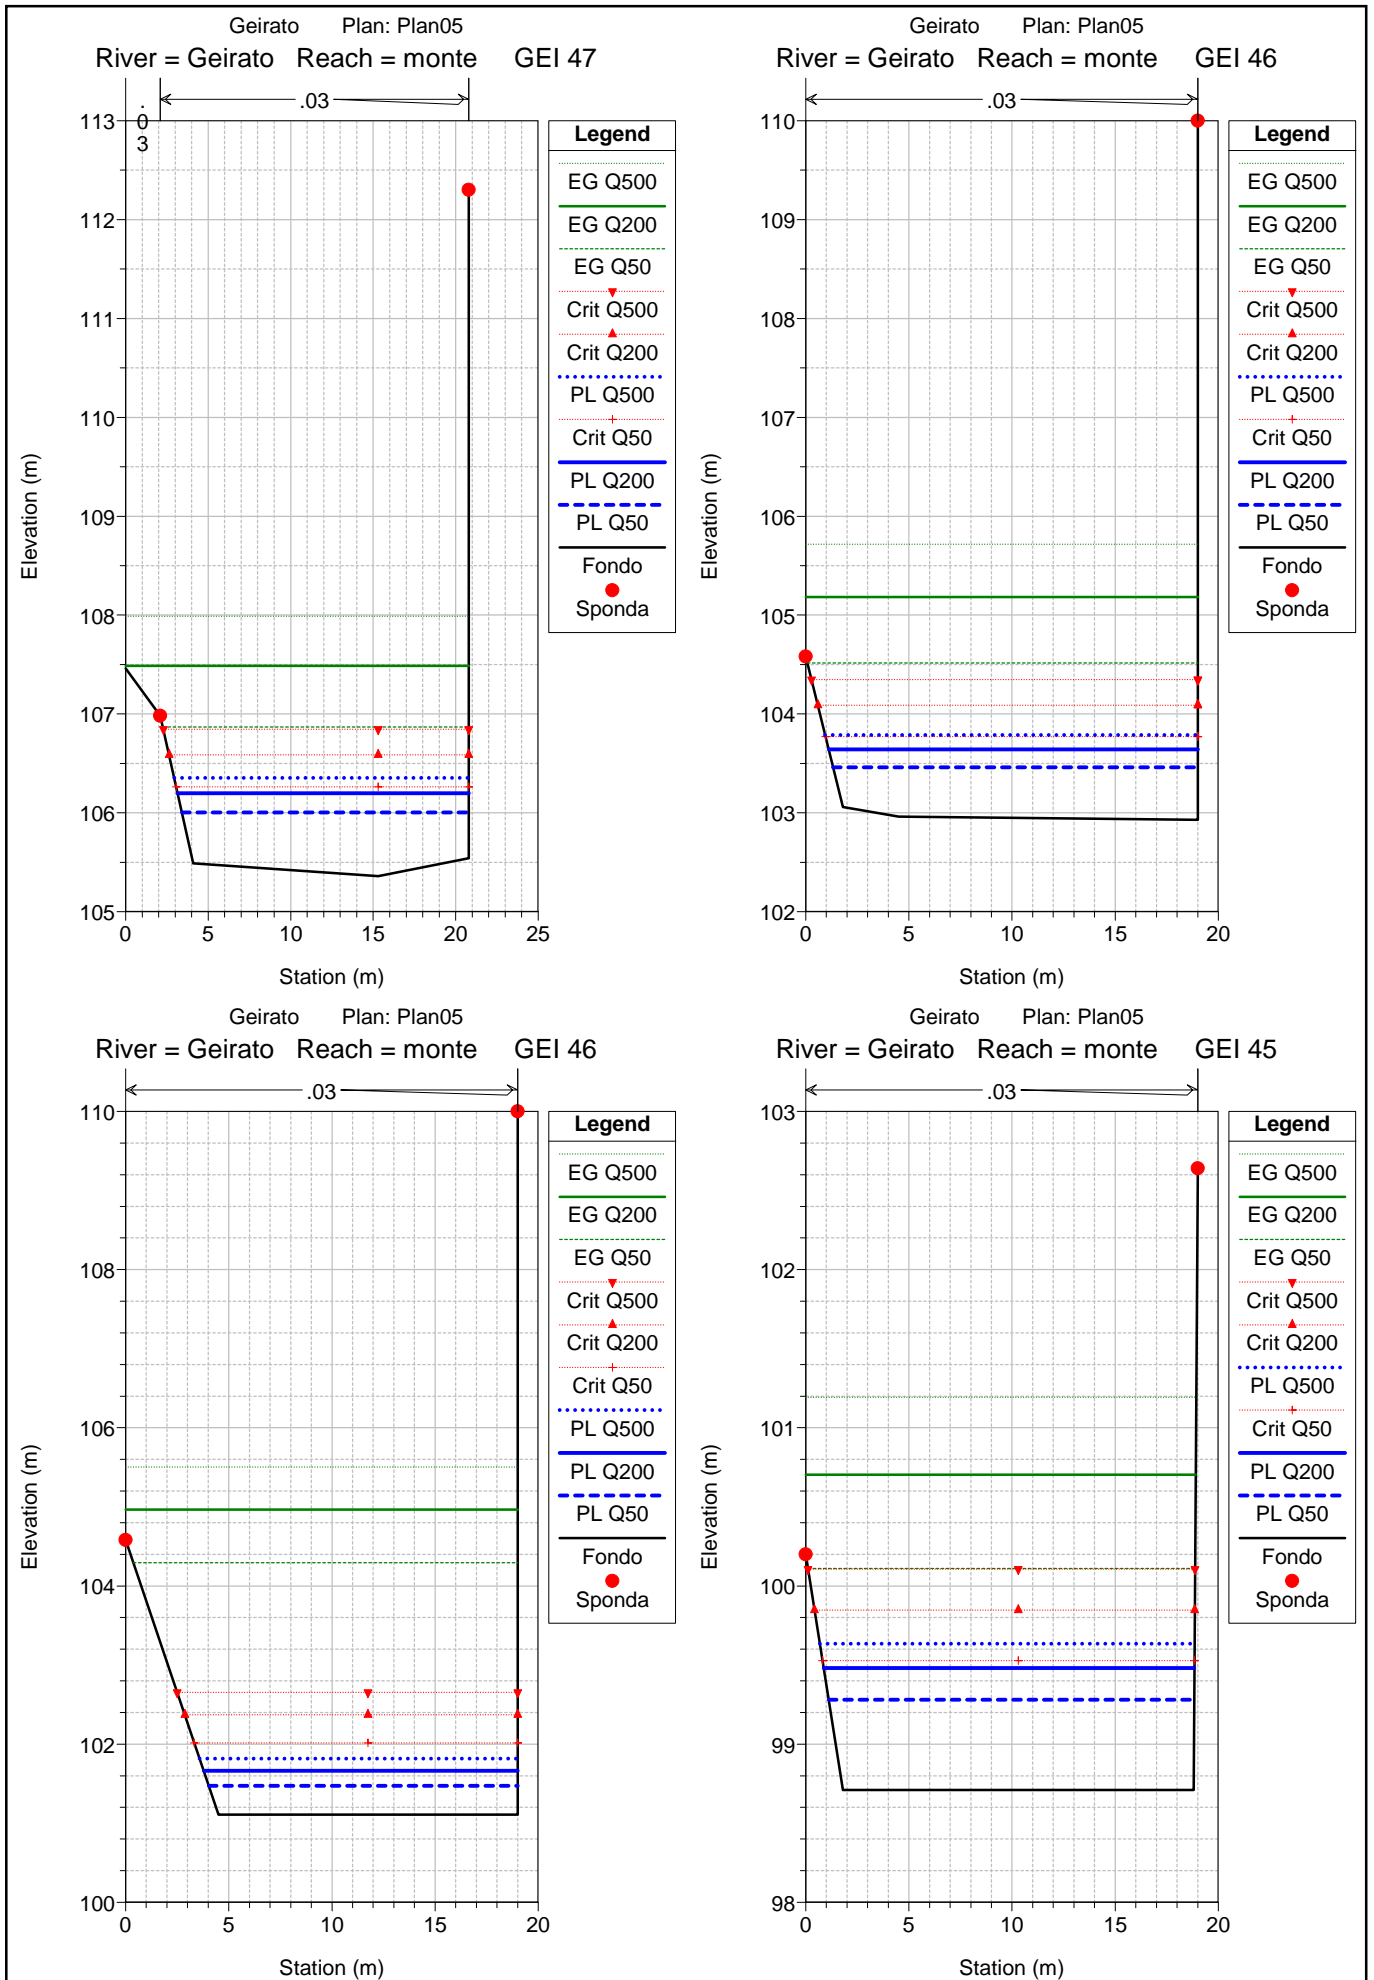 Geirato Plan: Plan05
River = Geirato Reach = monte GEI 47
.03
.03
113
112
111
110
109
108
107
106
105
0 5 10 15 20 25
Elevation (m)
Station (m)
Legend
EG Q500
EG Q200
EG Q50
Crit Q500
Crit Q200
PL Q500
Crit Q50
PL Q200
PL Q50
Fondo
Sponda
Geirato Plan: Plan05
River = Geirato Reach = monte GEI 46
.03
110
109
108
107
106
105
104
103
102
0 5 10 15 20
Elevation (m)
Station (m)
Legend
EG Q500
EG Q200
EG Q50
Crit Q500
Crit Q200
PL Q500
Crit Q50
PL Q200
PL Q50
Fondo
Sponda
Geirato Plan: Plan05
River = Geirato Reach = monte GEI 46
.03
110
108
106
104
102
100
0 5 10 15 20
Elevation (m)
Station (m)
Legend
EG Q500
EG Q200
EG Q50
Crit Q500
Crit Q200
Crit Q50
PL Q500
PL Q200
PL Q50
Fondo
Sponda
Geirato Plan: Plan05
River = Geirato Reach = monte GEI 45
.03
103
102
101
100
99
98
0 5 10 15 20
Elevation (m)
Station (m)
Legend
EG Q500
EG Q200
EG Q50
Crit Q500
Crit Q200
PL Q500
Crit Q50
PL Q200
PL Q50
Fondo
Sponda